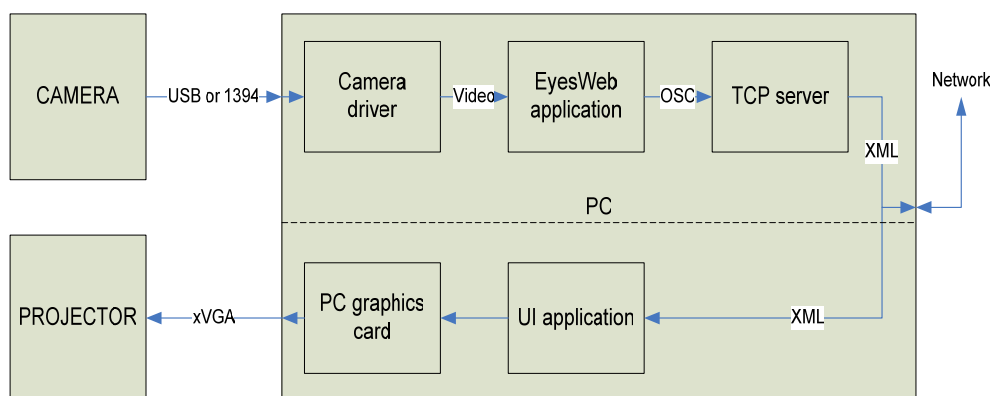 CAMERA
USB or 1394
Camera
driver
Video
EyesWeb
application
OSC
TCP server
XML
Network
PC
PROJECTOR
xVGA
PC graphics
card
UI application
XML